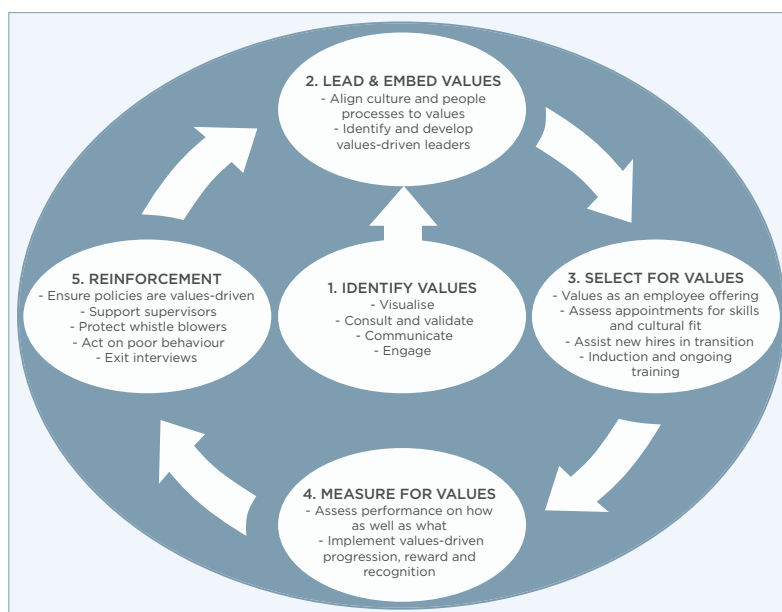 2. LEAD & EMBED VALUES
- Align culture and people
processes to values
- Identify and develop
values-driven leaders
5. REINFORCEMENT
- Ensure policies are values-driven
- Support supervisors
- Protect whistle blowers
- Act on poor behaviour
- Exit interviews
1. IDENTIFY VALUES
- Visualise
- Consult and validate
- Communicate
- Engage
3. SELECT FOR VALUES
- Values as an employee offering
- Assess appointments for skills
and cultural fit
- Assist new hires in transition
- Induction and ongoing
training
4. MEASURE FOR VALUES
- Assess performance on how
as well as what
- Implement values-driven
progression, reward and
recognition